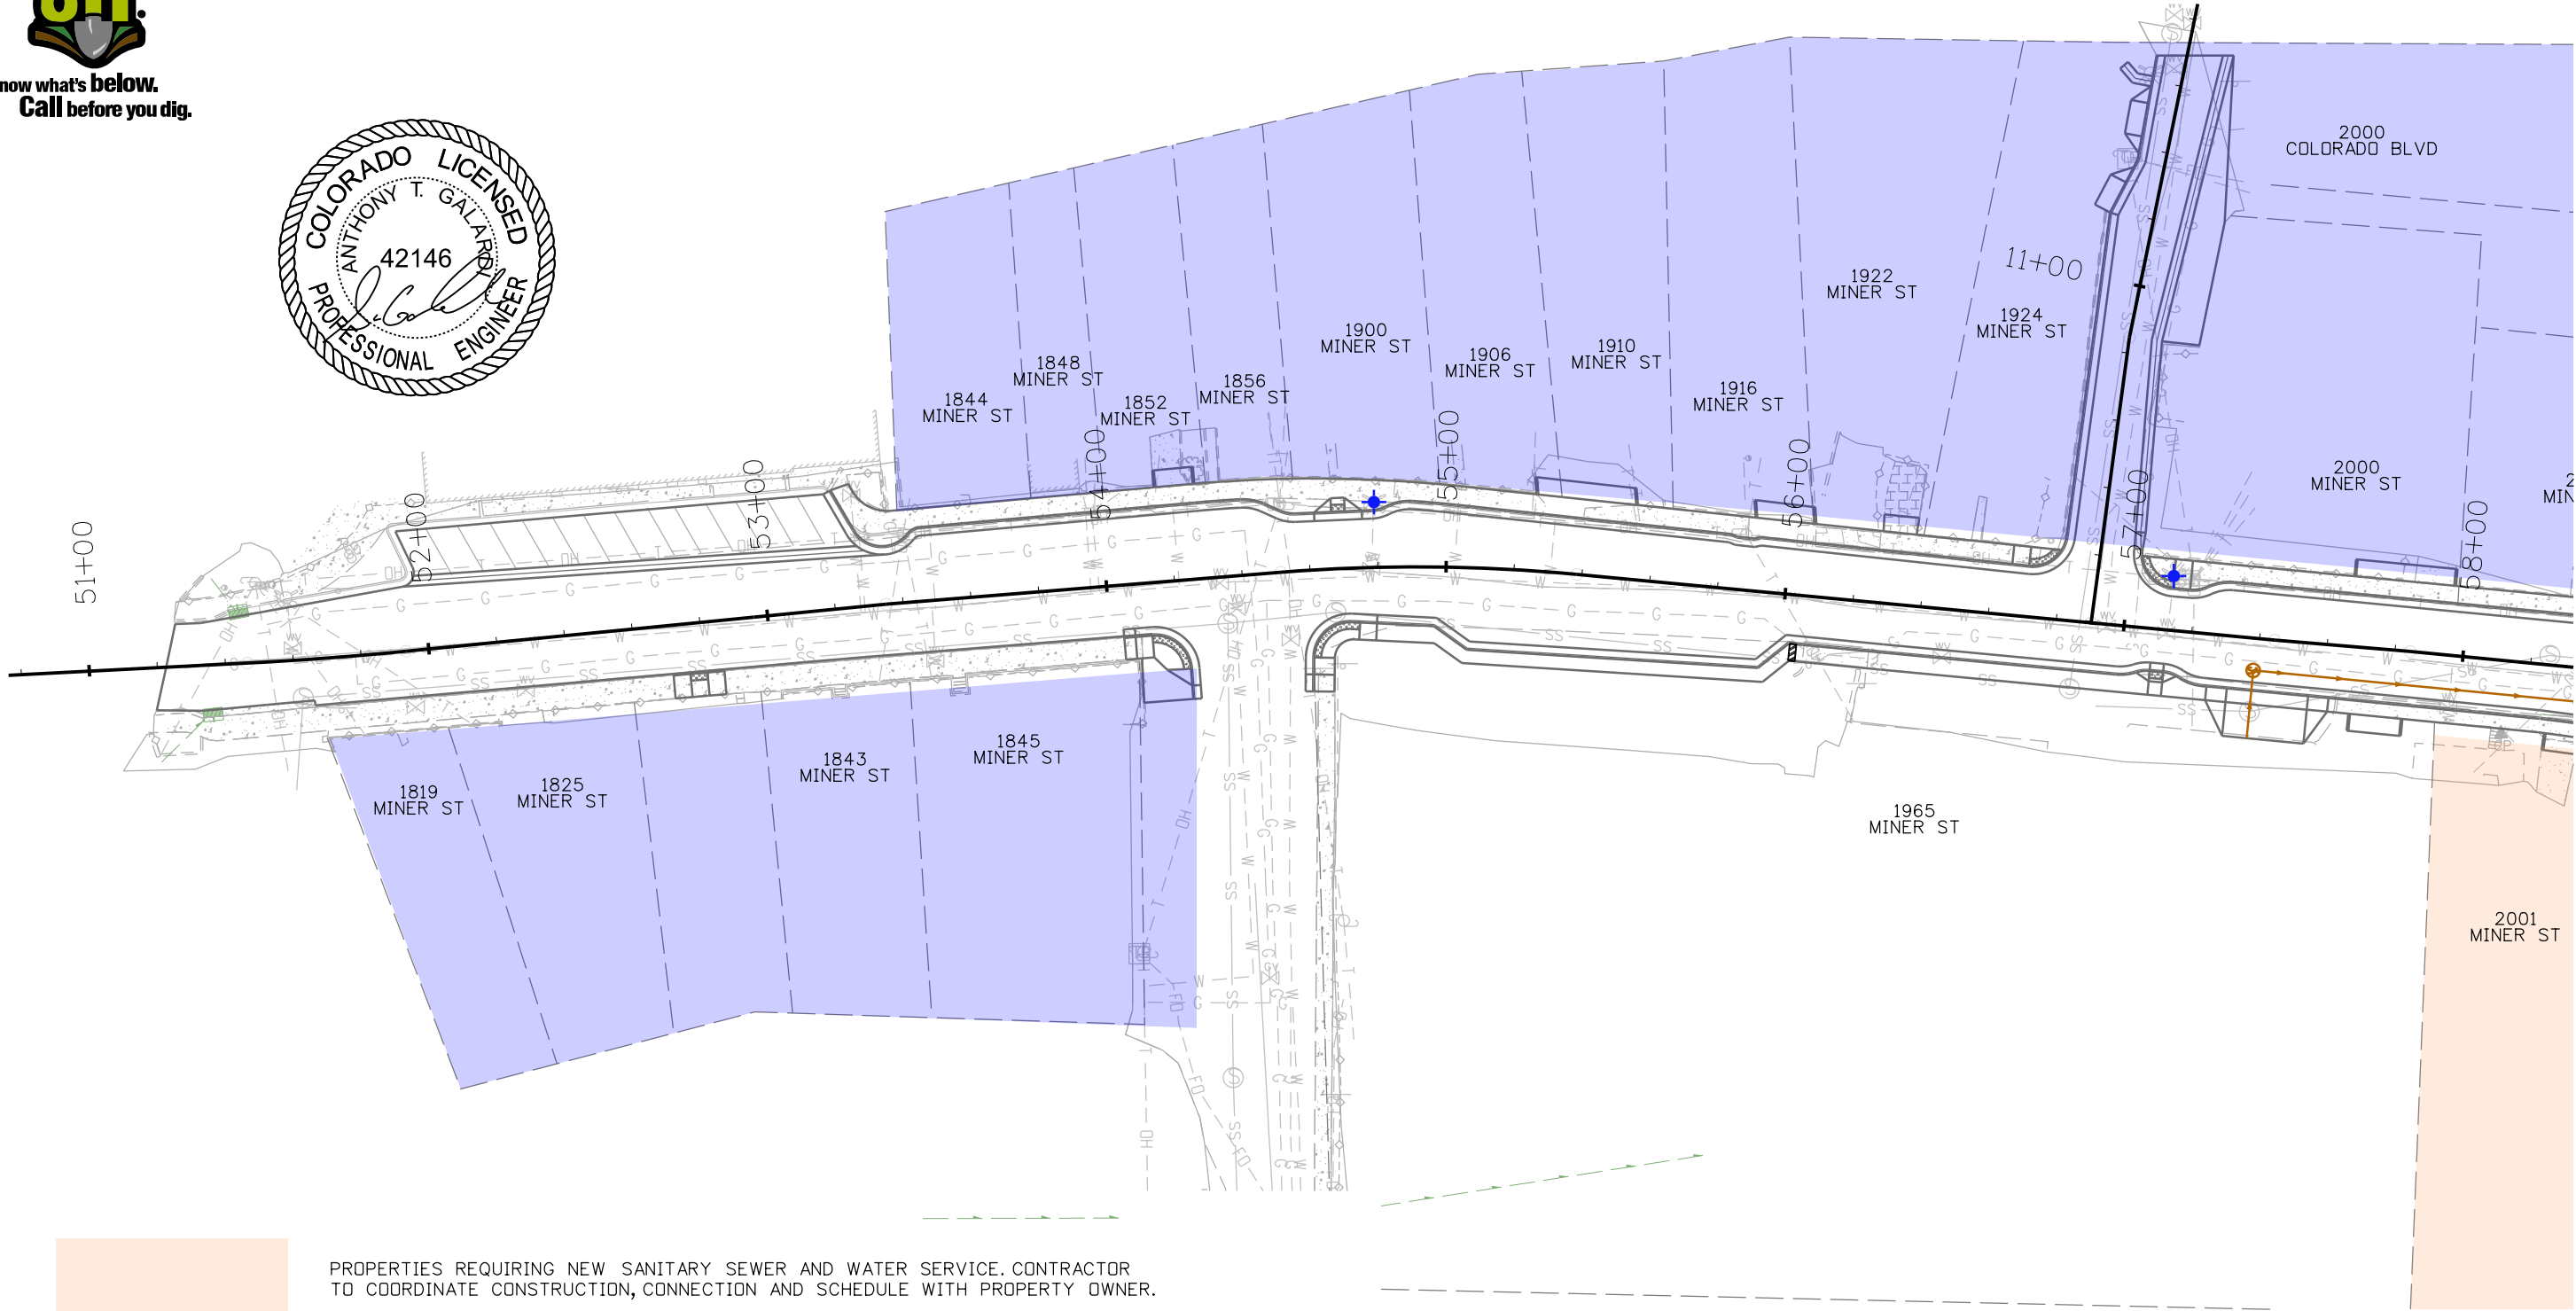 now what's below.
Call before you dig.
COLORADO LICENSED
PROFESSIONAL ENGINEER
ANTHONY T. GALARDI
42146
2000
COLORADO BLVD
11+00
1922
MINER ST
1924
MINER ST
1900
MINER ST
1906
MINER ST
1910
MINER ST
1848
MINER ST
1856
MINER ST
1916
MINER ST
1844
MINER ST
1852
MINER ST
2000
MINER ST
51+00
52+00
53+00
54+00
55+00
56+00
57+00
58+00
1819
MINER ST
1825
MINER ST
1843
MINER ST
1845
MINER ST
1965
MINER ST
2001
MINER ST
PROPERTIES REQUIRING NEW SANITARY SEWER AND WATER SERVICE. CONTRACTOR
TO COORDINATE CONSTRUCTION, CONNECTION AND SCHEDULE WITH PROPERTY OWNER.